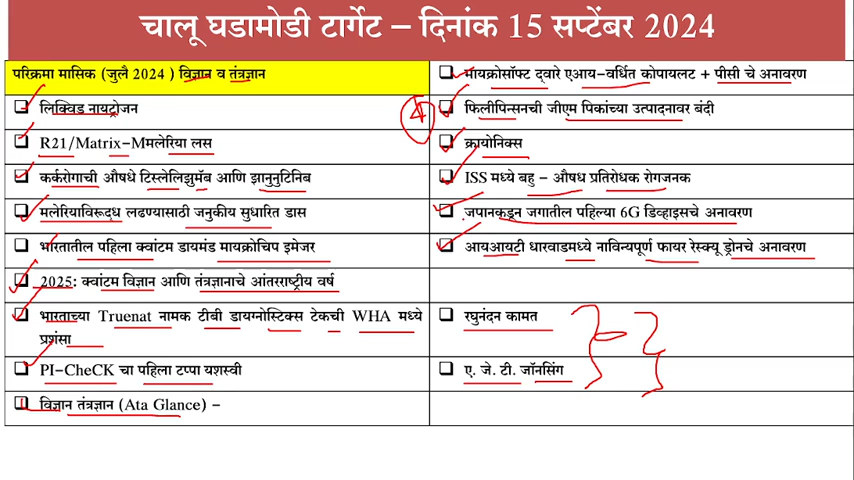 चालू घडामोडी टार्गेट – दिनांक 15 सप्टेंबर 2024
परिक्रमा मासिक (जुलै 2024 ) विज्ञान व तंत्रज्ञान
लिक्विड नायट्रोजन
R21/Matrix-Mमलेरिया लस
कर्करोगाची औषधे टिस्लेलिझुमॅब आणि झानुनुटिनिब
मलेरियाविरूद्ध लढण्यासाठी जनुकीय सुधारित डास
भारतातील पहिला क्वांटम डायमंड मायक्रोचिप इमेजर
2025: क्वांटम विज्ञान आणि तंत्रज्ञानाचे आंतरराष्ट्रीय वर्ष
भारताच्या Truenat नामक टीबी डायग्नोस्टिक्स टेकची WHA मध्ये
प्रशंसा
PI-CheCK चा पहिला टप्पा यशस्वी
विज्ञान तंत्रज्ञान (Ata Glance) –
मायक्रोसॉफ्ट द्वारे एआय-वर्धित कोपायलट + पीसी चे अनावरण
4
फिलीपिन्सनची जीएम पिकांच्या उत्पादनावर बंदी
क्रायोनिक्स
ISS मध्ये बहु – औषध प्रतिरोधक रोगजनक
जपानकडून जगातील पहिल्या 6G डिव्हाइसचे अनावरण
आयआयटी धारवाडमध्ये नाविन्यपूर्ण फायर रेस्क्यू ड्रोनचे अनावरण
रघुनंदन कामत
ए. जे. टी. जॉनसिंग